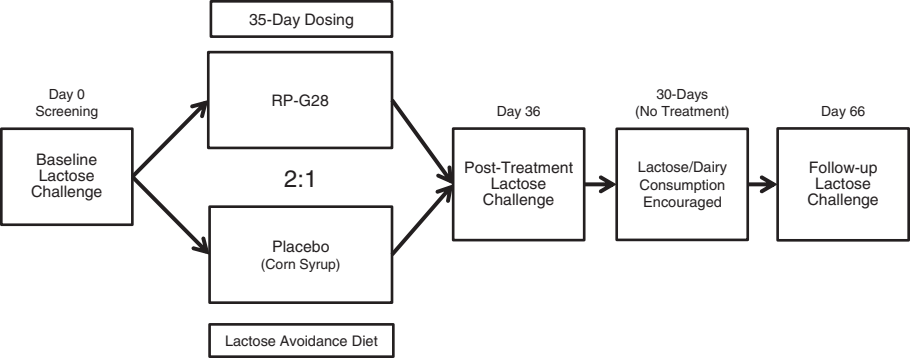 35-Day Dosing
Day 0
Screening
Baseline
Lactose
Challenge
RP-G28
2:1
Placebo
(Corn Syrup)
Lactose Avoidance Diet
Day 36
Post-Treatment
Lactose
Challenge
30-Days
(No Treatment)
Lactose/Dairy
Consumption
Encouraged
Day 66
Follow-up
Lactose
Challenge